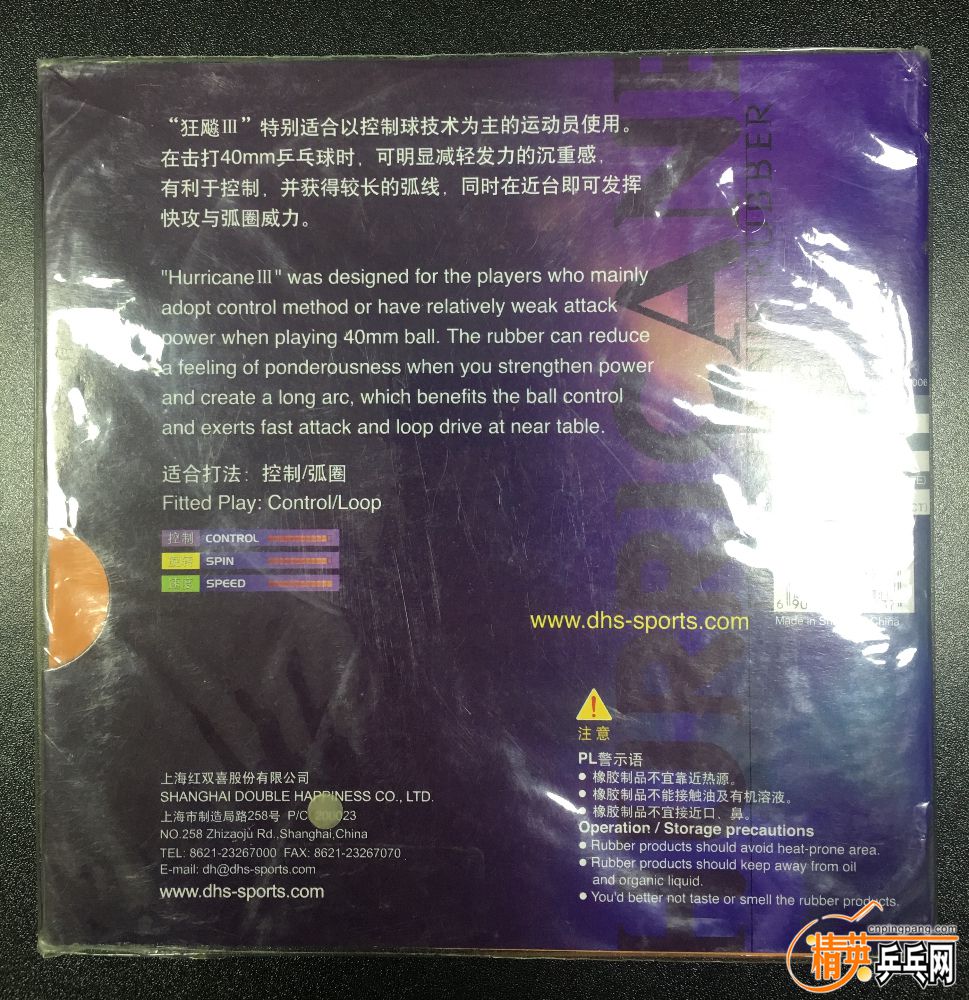 “狂飚III”特别适合以控制球技术为主的运动员使用。
在击打40mm乒乓球时，可明显减轻发力的沉重感，
有利于控制，并获得较长的弧线，同时在近台即可发挥
快攻与弧圈威力。
"Hurricane III" was designed for the players who mainly
adopt control method or have relatively weak attack
power when playing 40mm ball. The rubber can reduce
a feeling of ponderousness when you strengthen power
and create a long arc, which benefits the ball control
and exerts fast attack and loop drive at near table.
适合打法：控制/弧圈
Fitted Play: Control/Loop
控制 CONTROL
旋转 SPIN
速度 SPEED
HURRICANE
RUBBER
www.dhs-sports.com
Made in China
注意
PL警示语
● 橡胶制品不宜靠近热源。
● 橡胶制品不能接触油及有机溶液。
● 橡胶制品不宜接近口、鼻。
Operation / Storage precautions
● Rubber products should avoid heat-prone area.
● Rubber products should keep away from oil
and organic liquid.
● You'd better not taste or smell the rubber products.
上海红双喜股份有限公司
SHANGHAI DOUBLE HAPPINESS CO., LTD.
上海市制造局路258号 P/C 200023
NO.258 Zhizaoju Rd.,Shanghai,China
TEL: 8621-23267000 FAX: 8621-23267070
E-mail: dh@dhs-sports.com
www.dhs-sports.com
cnpingpang.com
精英乒乓网